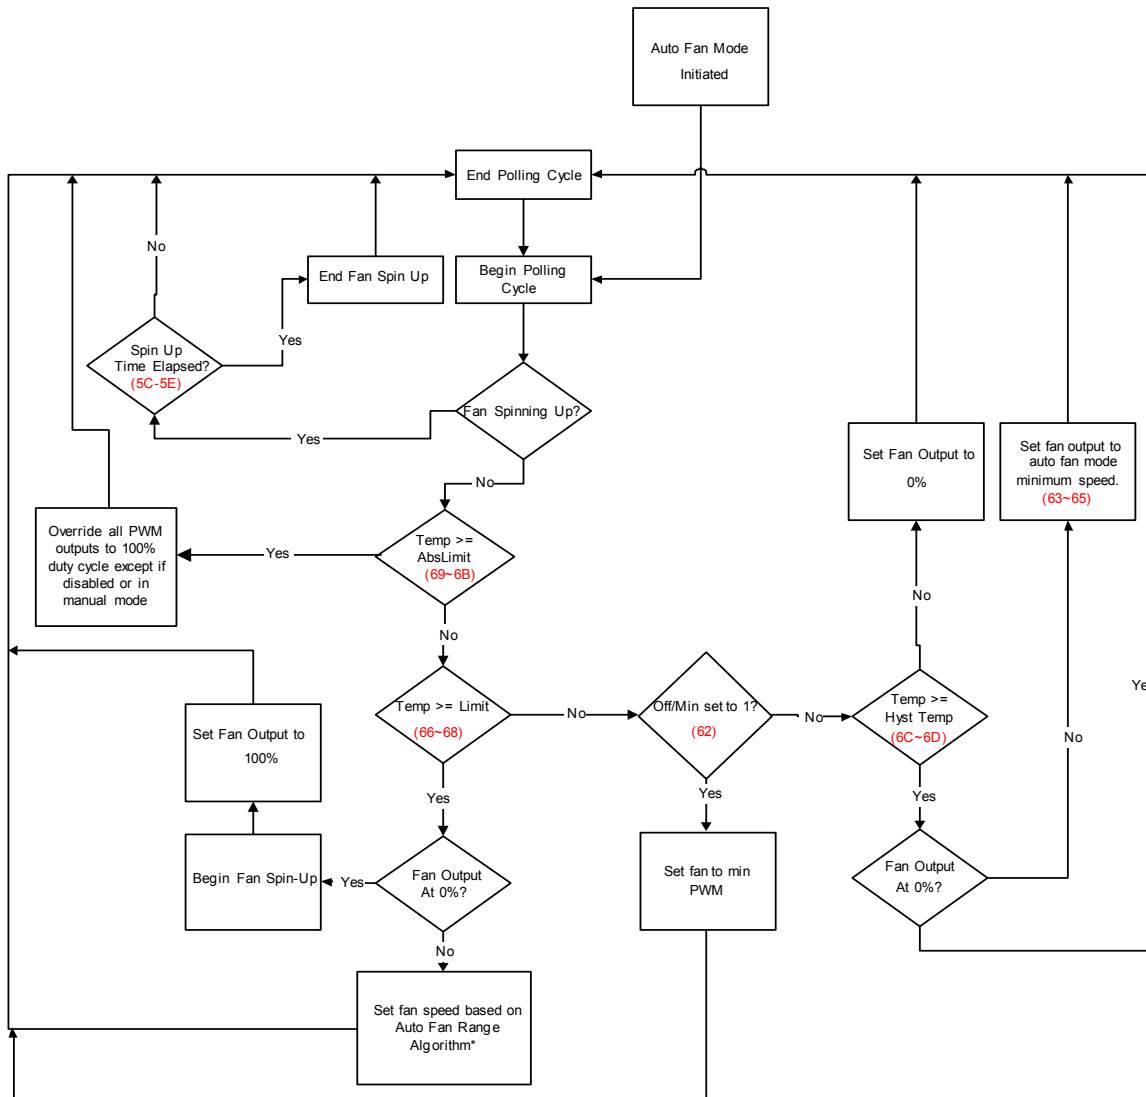 Auto Fan Mode
Initiated
End Polling Cycle
No
End Fan Spin Up
Begin Polling
Cycle
Spin Up
Time Elapsed?
(5C-5E)
Yes
Fan Spinning Up?
Yes
No
Set Fan Output to
0%
Set fan output to
auto fan mode
minimum speed.
(63~65)
Override all PWM
outputs to 100%
duty cycle except if
disabled or in
manual mode
Yes
Temp >=
AbsLimit
(69~6B)
No
No
Temp >= Limit
(66~68)
No
Off/Min set to 1?
(62)
No
Temp >=
Hyst Temp
(6C~6D)
No
Ye
Set Fan Output to
100%
Yes
Yes
Yes
Begin Fan Spin-Up
Yes
Fan Output
At 0%?
Set fan to min
PWM
Fan Output
At 0%?
No
Set fan speed based on
Auto Fan Range
Algorithm*